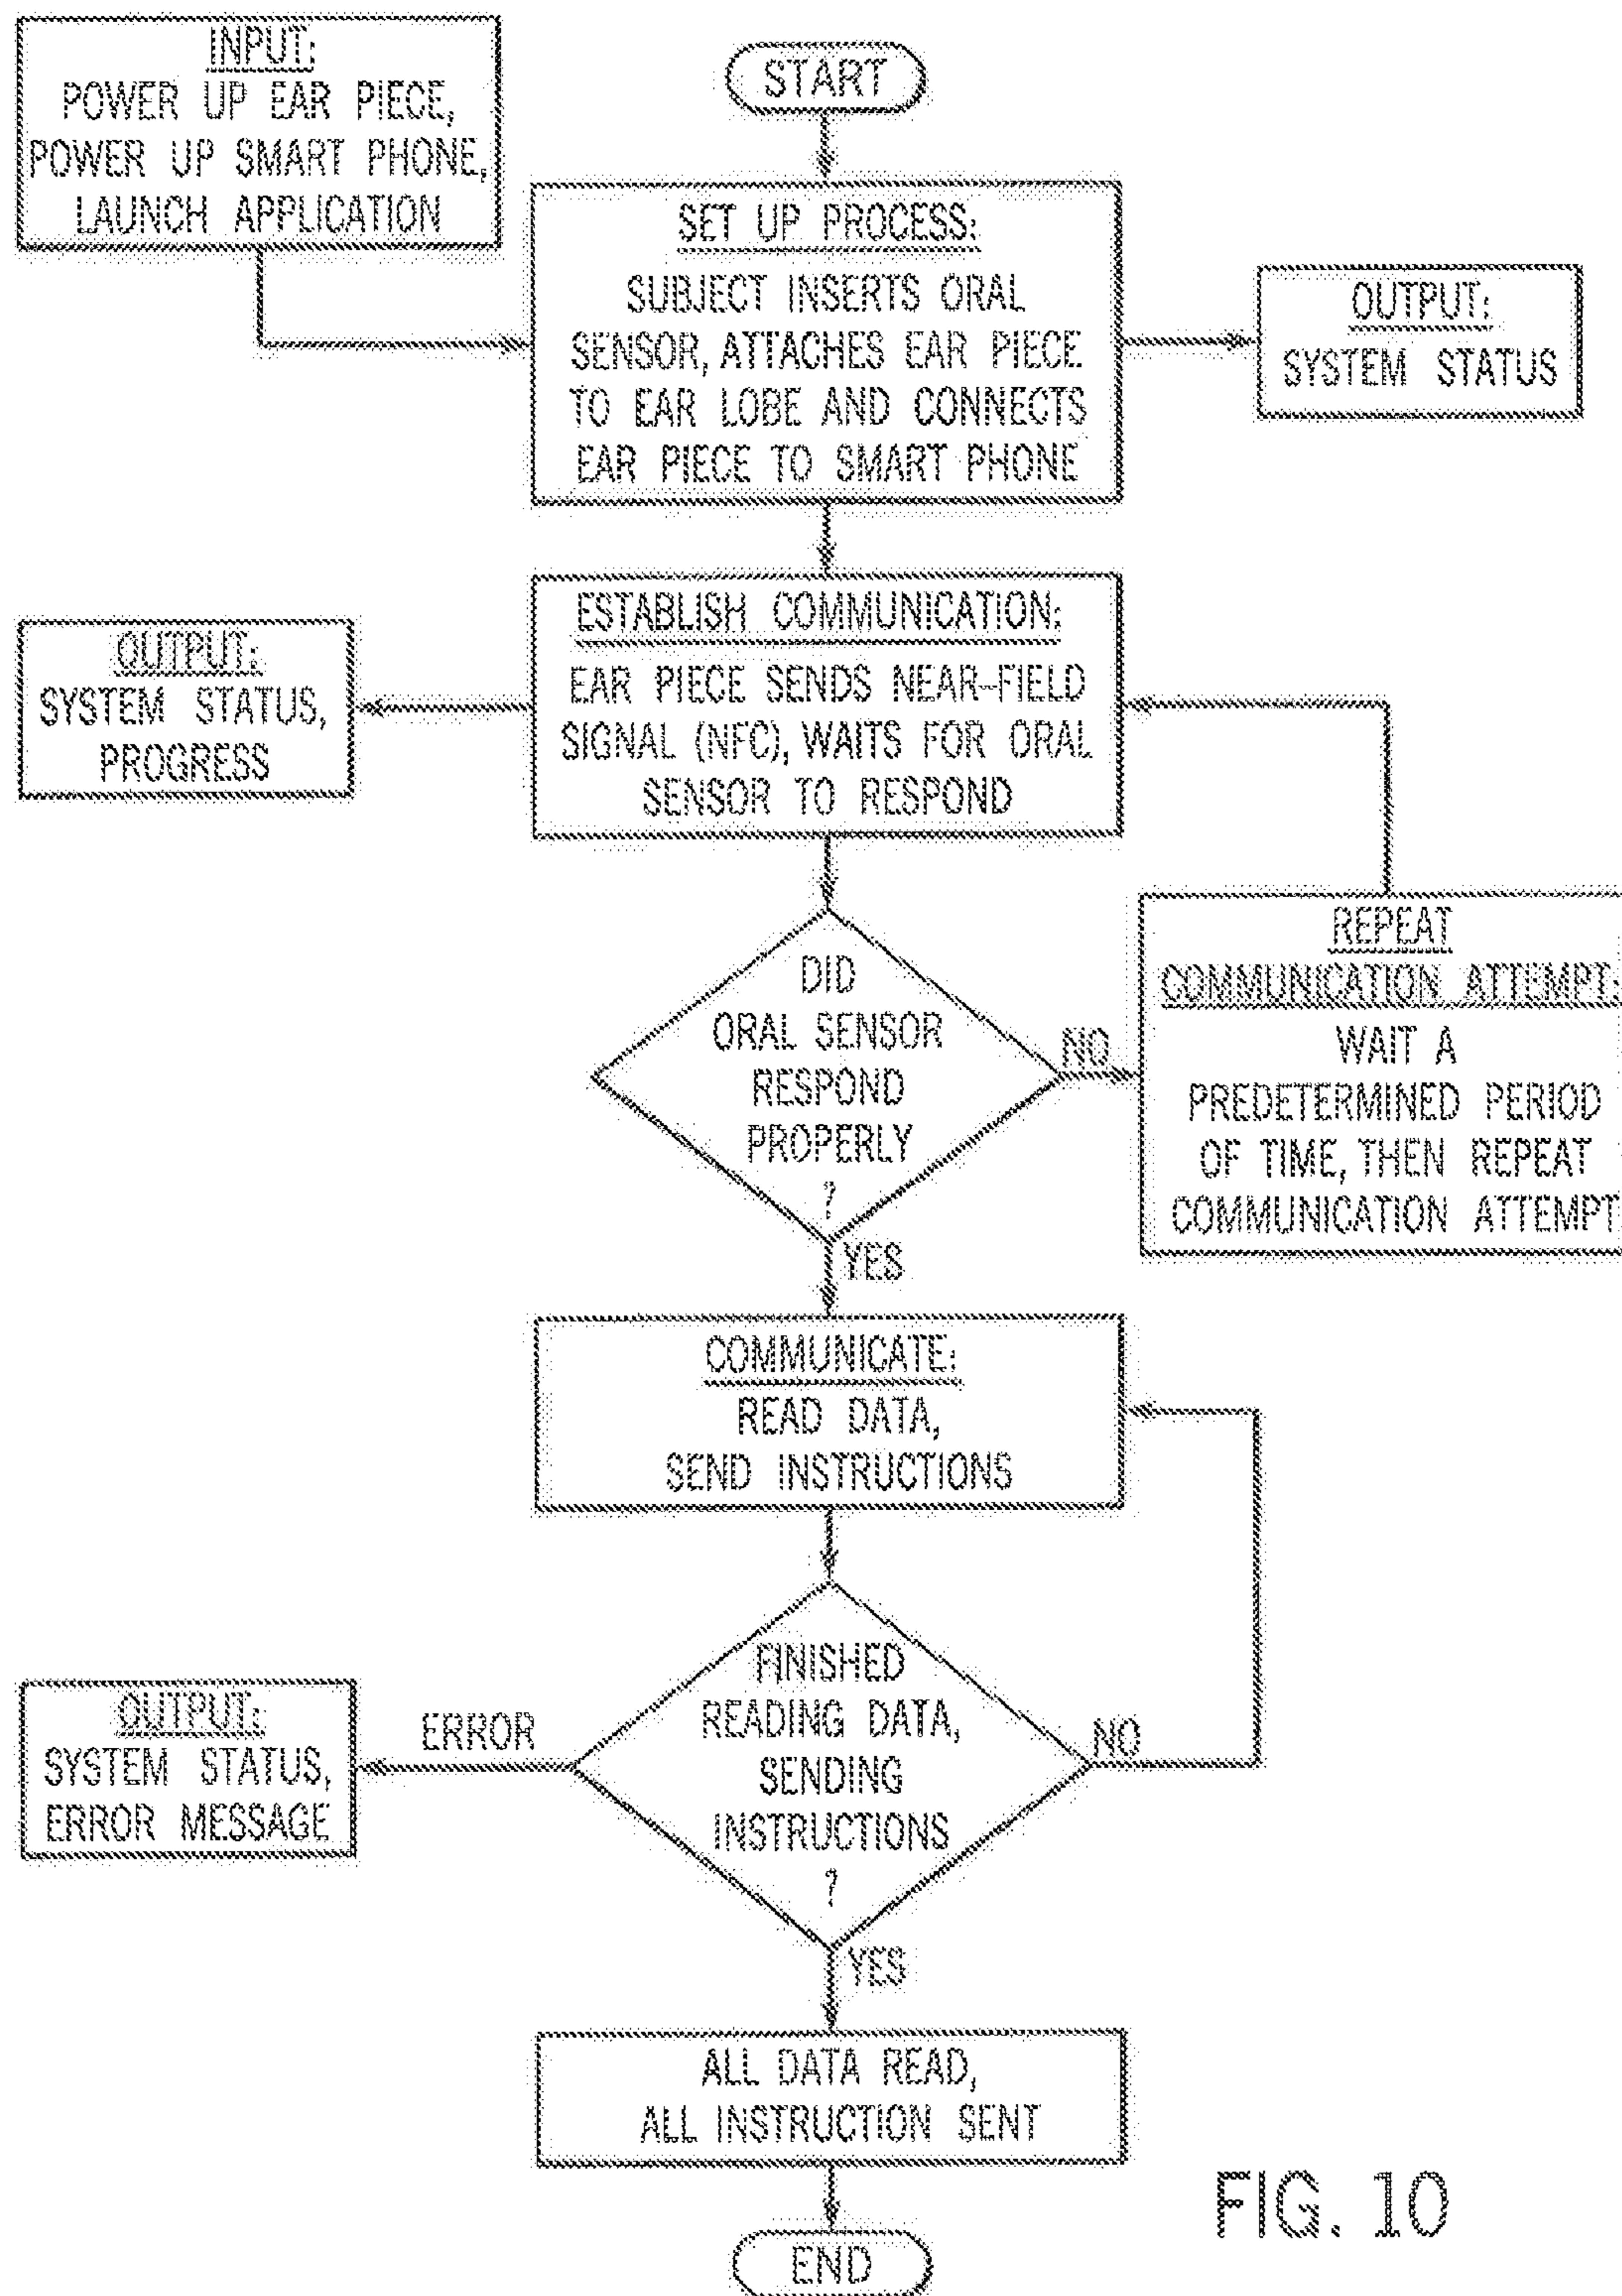 INPUT:
POWER UP EAR PIECE,
POWER UP SMART PHONE,
LAUNCH APPLICATION
START
SET UP PROCESS:
SUBJECT INSERTS ORAL
SENSOR, ATTACHES EAR PIECE
TO EAR LOBE AND CONNECTS
EAR PIECE TO SMART PHONE
OUTPUT:
SYSTEM STATUS
ESTABLISH COMMUNICATION:
EAR PIECE SENDS NEAR-FIELD
SIGNAL (NFC), WAITS FOR ORAL
SENSOR TO RESPOND
OUTPUT:
SYSTEM STATUS,
PROGRESS
DID
ORAL SENSOR
RESPOND
PROPERLY
?
NO
REPEAT
COMMUNICATION ATTEMPT:
WAIT A
PREDETERMINED PERIOD
OF TIME, THEN REPEAT
COMMUNICATION ATTEMPT
YES
COMMUNICATE:
READ DATA,
SEND INSTRUCTIONS
FINISHED
READING DATA,
SENDING
INSTRUCTIONS
?
NO
ERROR
OUTPUT:
SYSTEM STATUS,
ERROR MESSAGE
YES
ALL DATA READ,
ALL INSTRUCTION SENT
END
FIG. 10